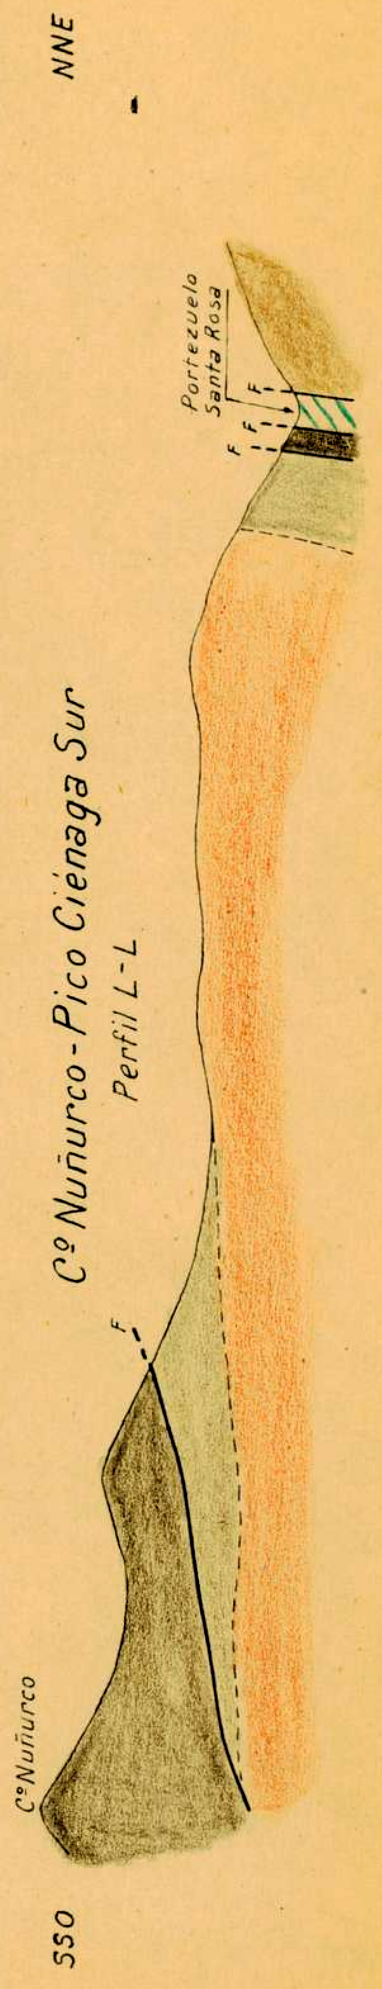 Cº Nuñurco-Pico Ciénaga Sur
Perfil L-L
SSO
NNE
Cº Nuñurco
F
F
F
F
Portezuelo
Santa Rosa